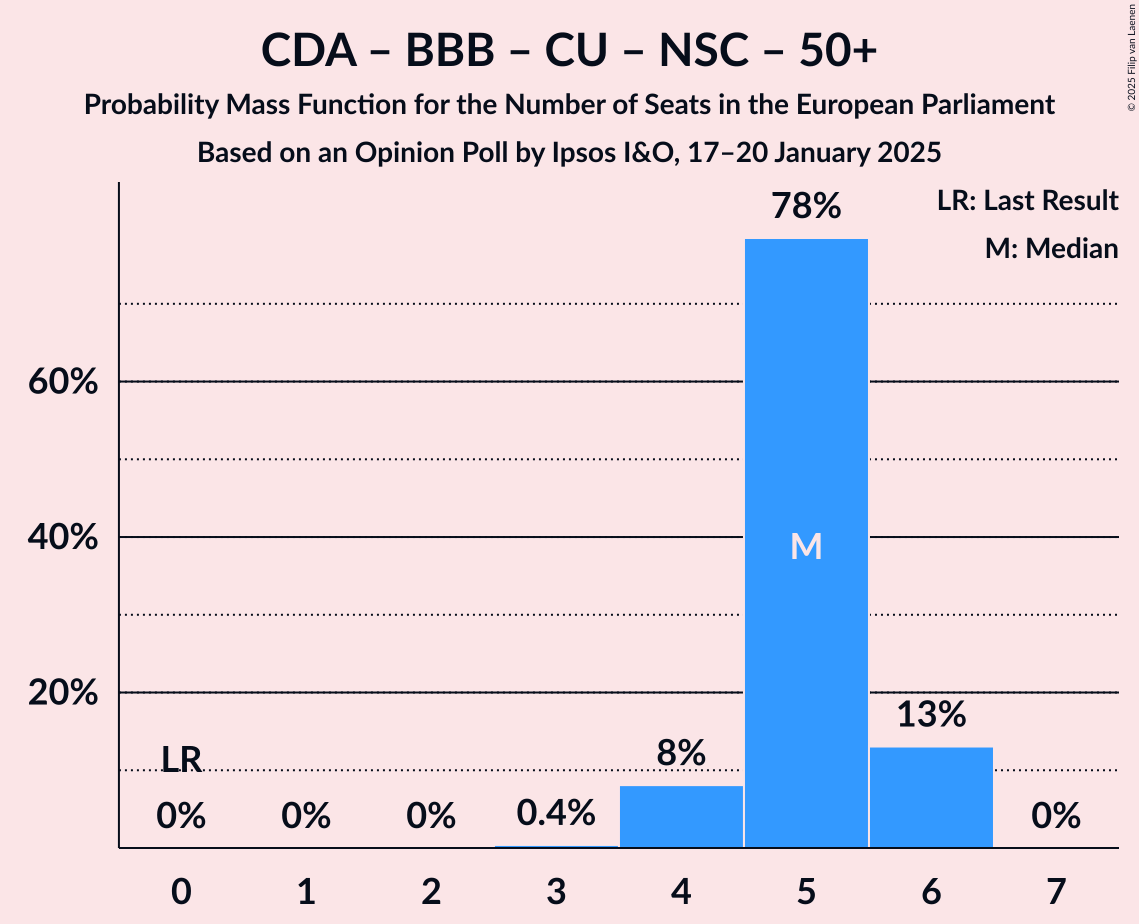 CDA – BBB – CU – NSC – 50+
Probability Mass Function for the Number of Seats in the European Parliament
Based on an Opinion Poll by Ipsos I&O, 17–20 January 2025
© 2025 Filip van Laenen
LR: Last Result
M: Median
78%
60%
40%
M
20%
13%
LR
8%
0%
0%
0%
0.4%
0%
0
1
2
3
4
5
6
7